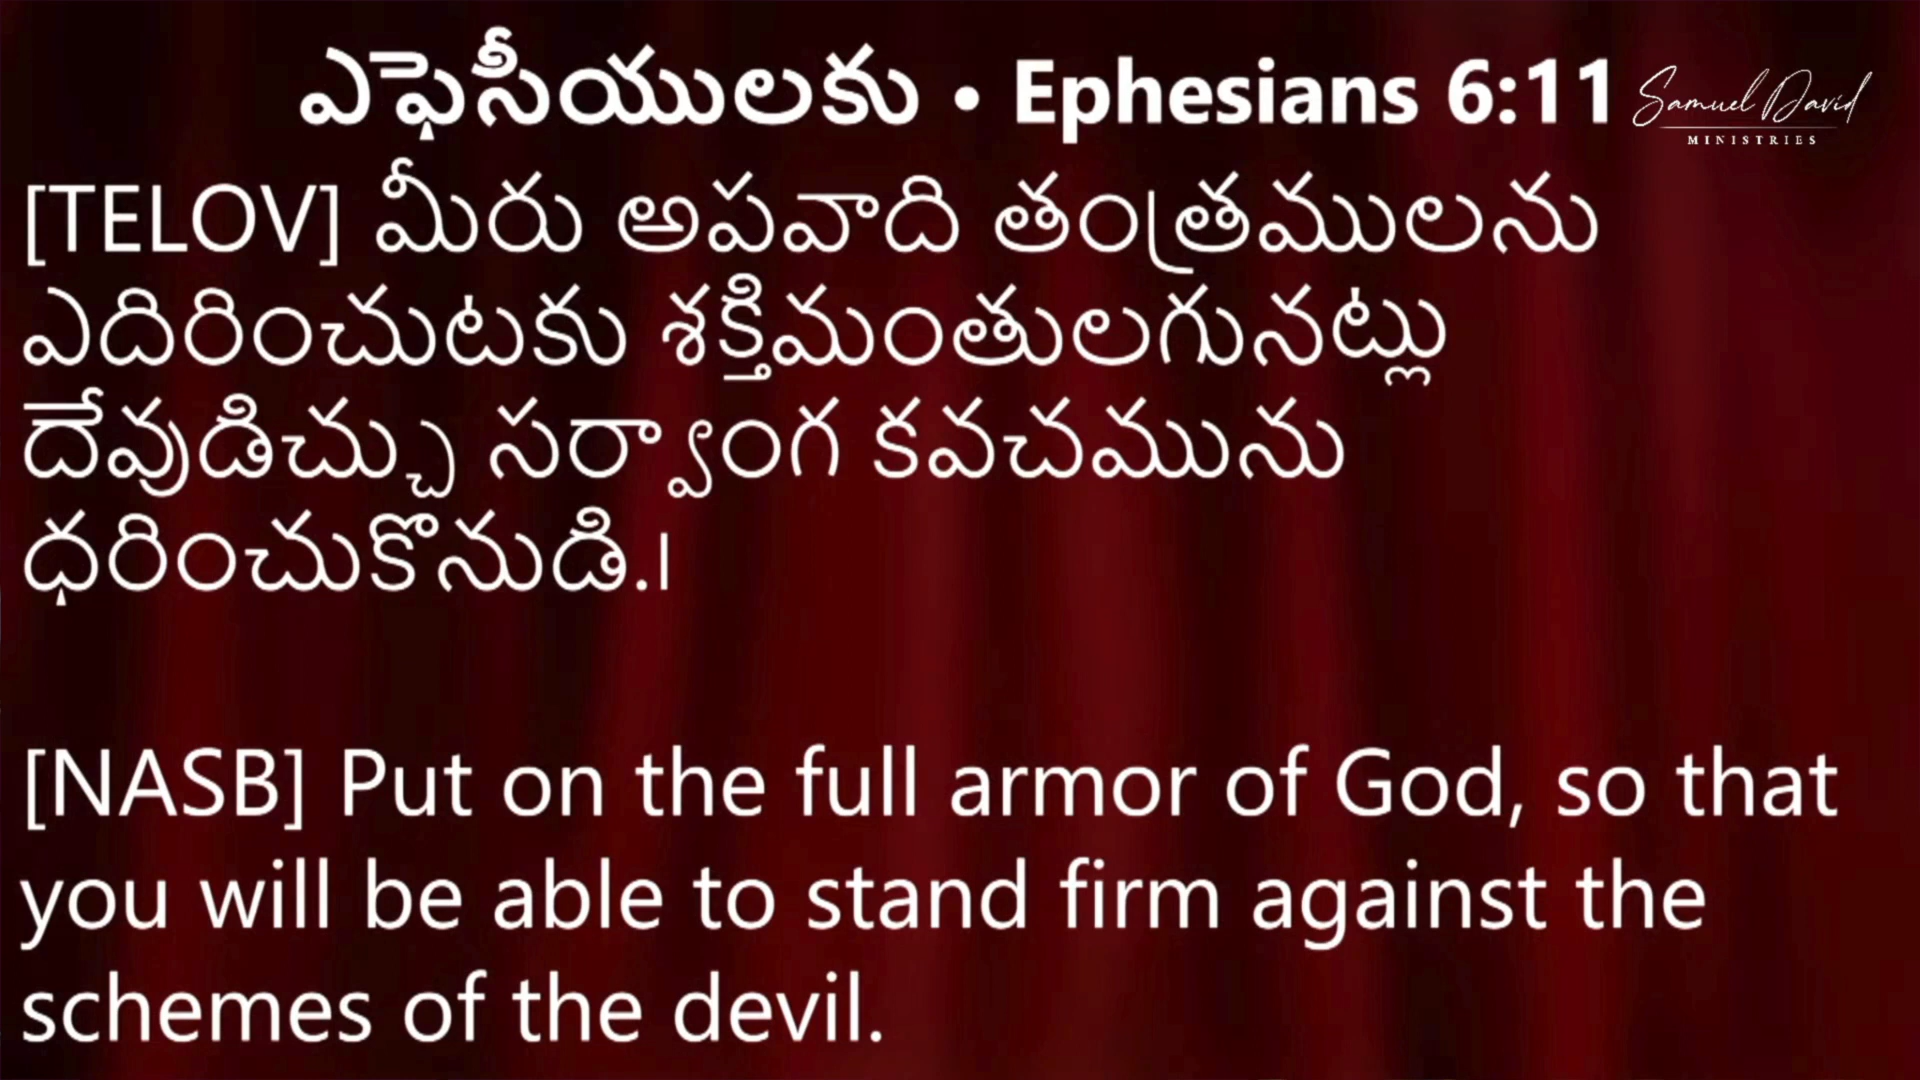 ఎఫెసీయులకు • Ephesians 6:11
Samuel David
MINISTRIES
[TELOV] మీరు అపవాది తంత్రములను
ఎదిరించుటకు శక్తిమంతులగునట్లు
దేవుడిచ్చు సర్వాంగ కవచమును
ధరించుకొనుడి.।
[NASB] Put on the full armor of God, so that
you will be able to stand firm against the
schemes of the devil.